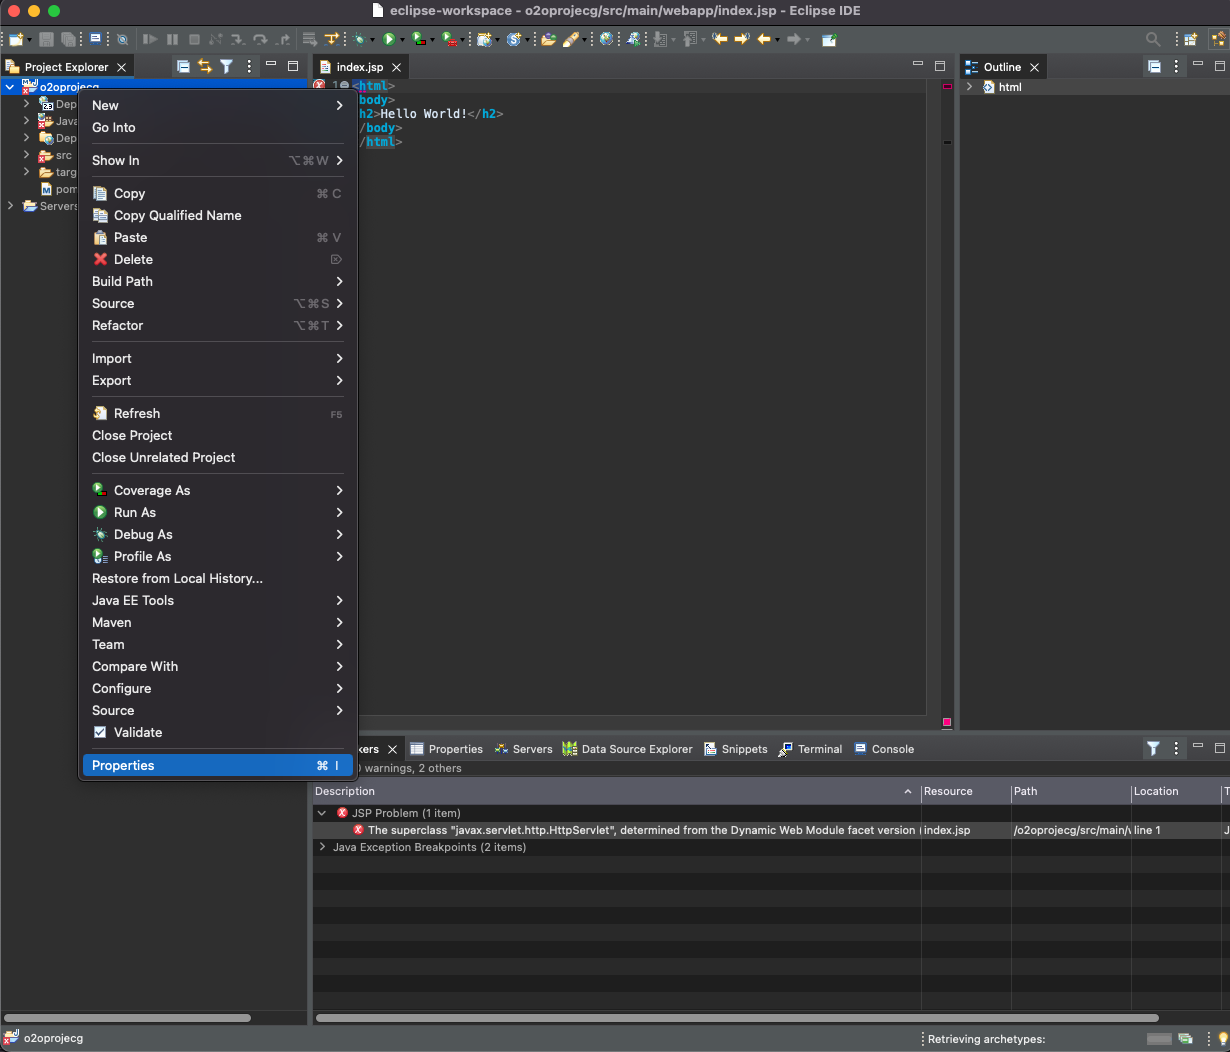 eclipse-workspace - o2oprojecg/src/main/webapp/index.jsp - Eclipse IDE
Project Explorer
index.jsp
Outline
o2oprojecg
Dep
Java
Dep
src
targ
pom
Servers
1
<html>
body>
h2>Hello World!</h2>
/body>
/html>
html
New
Go Into
Show In ⌥⌘W
Copy ⌘C
Copy Qualified Name
Paste ⌘V
Delete ⌦
Build Path
Source ⌥⌘S
Refactor ⌥⌘T
Import
Export
Refresh F5
Close Project
Close Unrelated Project
Coverage As
Run As
Debug As
Profile As
Restore from Local History...
Java EE Tools
Maven
Team
Compare With
Configure
Source
Validate
Properties ⌘I
kers
Properties
Servers
Data Source Explorer
Snippets
Terminal
Console
warnings, 2 others
Description Resource Path Location T
JSP Problem (1 item)
The superclass "javax.servlet.http.HttpServlet", determined from the Dynamic Web Module facet version ( index.jsp /o2oprojecg/src/main/ line 1 J
Java Exception Breakpoints (2 items)
o2oprojecg
Retrieving archetypes: